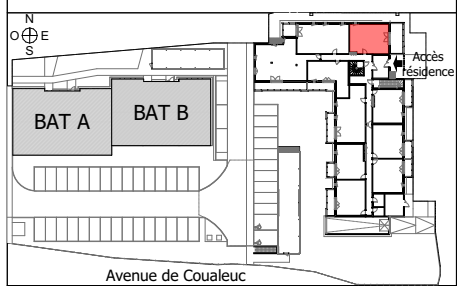 N
O E
S
Accès
résidence
BAT A
BAT B
Avenue de Coualeuc